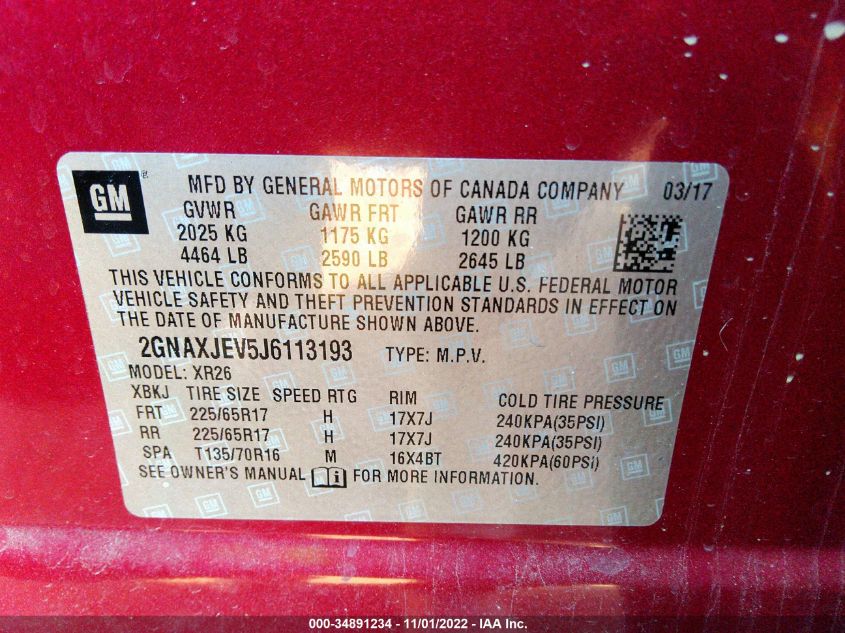 GM ® MFD BY GENERAL MOTORS OF CANADA COMPANY 03/17
GVWR GAWR FRT GAWR RR
2025 KG 1175 KG 1200 KG
4464 LB 2590 LB 2645 LB
THIS VEHICLE CONFORMS TO ALL APPLICABLE U.S. FEDERAL MOTOR
VEHICLE SAFETY AND THEFT PREVENTION STANDARDS IN EFFECT ON
THE DATE OF MANUFACTURE SHOWN ABOVE.
2GNAXJEV5J6113193 TYPE: M.P.V.
MODEL: XR26
XBKJ TIRE SIZE SPEED RTG RIM COLD TIRE PRESSURE
FRT 225/65R17 H 17X7J 240KPA(35PSI)
RR 225/65R17 H 17X7J 240KPA(35PSI)
SPA T135/70R16 M 16X4BT 420KPA(60PSI)
SEE OWNER'S MANUAL FOR MORE INFORMATION.
000-34891234 - 11/01/2022 - IAA Inc.